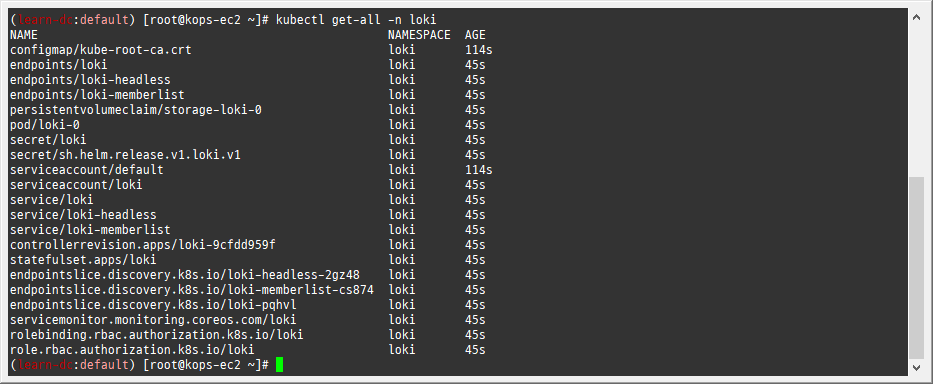 (learn-dt:default) [root@kops-ec2 ~]# kubectl get-all -n loki
NAME NAMESPACE AGE
configmap/kube-root-ca.crt loki 114s
endpoints/loki loki 45s
endpoints/loki-headless loki 45s
endpoints/loki-memberlist loki 45s
persistentvolumeclaim/storage-loki-0 loki 45s
pod/loki-0 loki 45s
secret/loki loki 45s
secret/sh.helm.release.v1.loki.v1 loki 45s
serviceaccount/default loki 114s
serviceaccount/loki loki 45s
service/loki loki 45s
service/loki-headless loki 45s
service/loki-memberlist loki 45s
controllerrevision.apps/loki-9cfdd959f loki 45s
statefulset.apps/loki loki 45s
endpointslice.discovery.k8s.io/loki-headless-2gz48 loki 45s
endpointslice.discovery.k8s.io/loki-memberlist-cs874 loki 45s
endpointslice.discovery.k8s.io/loki-pqhvl loki 45s
servicemonitor.monitoring.coreos.com/loki loki 45s
rolebinding.rbac.authorization.k8s.io/loki loki 45s
role.rbac.authorization.k8s.io/loki loki 45s
(learn-dt:default) [root@kops-ec2 ~]#